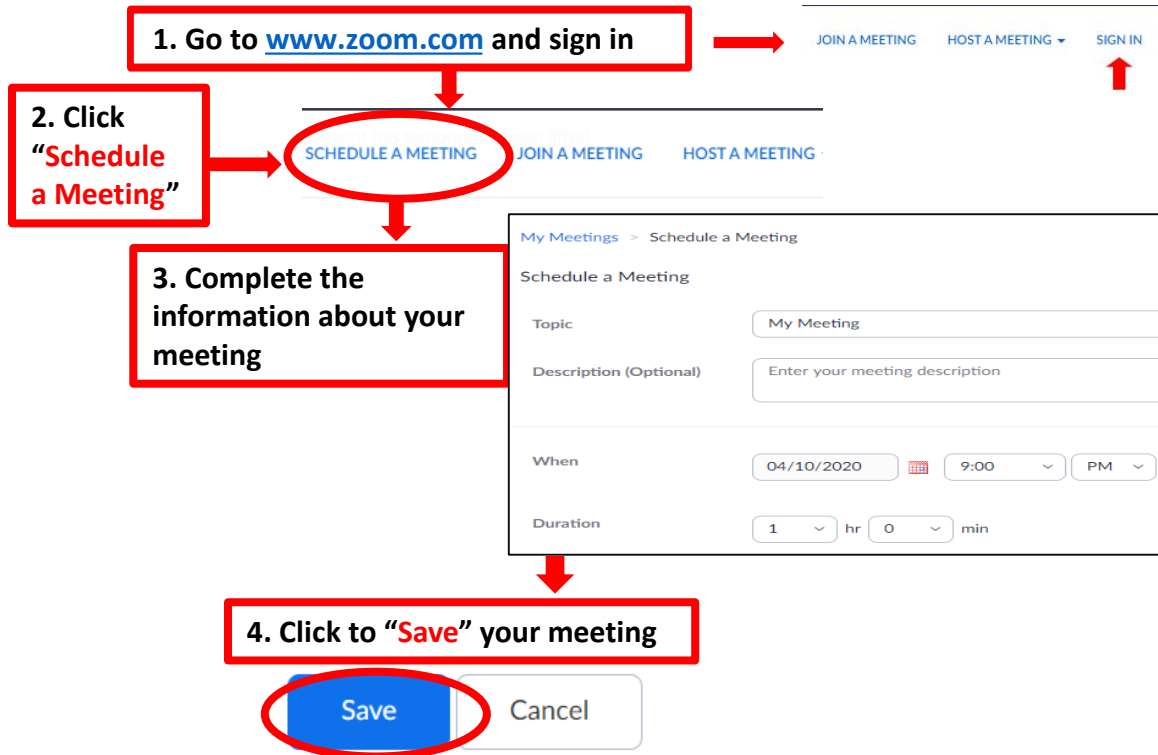 1. Go to www.zoom.com and sign in
JOIN A MEETING HOST A MEETING SIGN IN
2. Click
“Schedule
a Meeting”
SCHEDULE A MEETING JOIN A MEETING HOST A MEETING
3. Complete the
information about your
meeting
My Meetings > Schedule a Meeting
Schedule a Meeting
Topic My Meeting
Description (Optional) Enter your meeting description
When 04/10/2020 9:00 PM
Duration 1 hr 0 min
4. Click to “Save” your meeting
Save Cancel